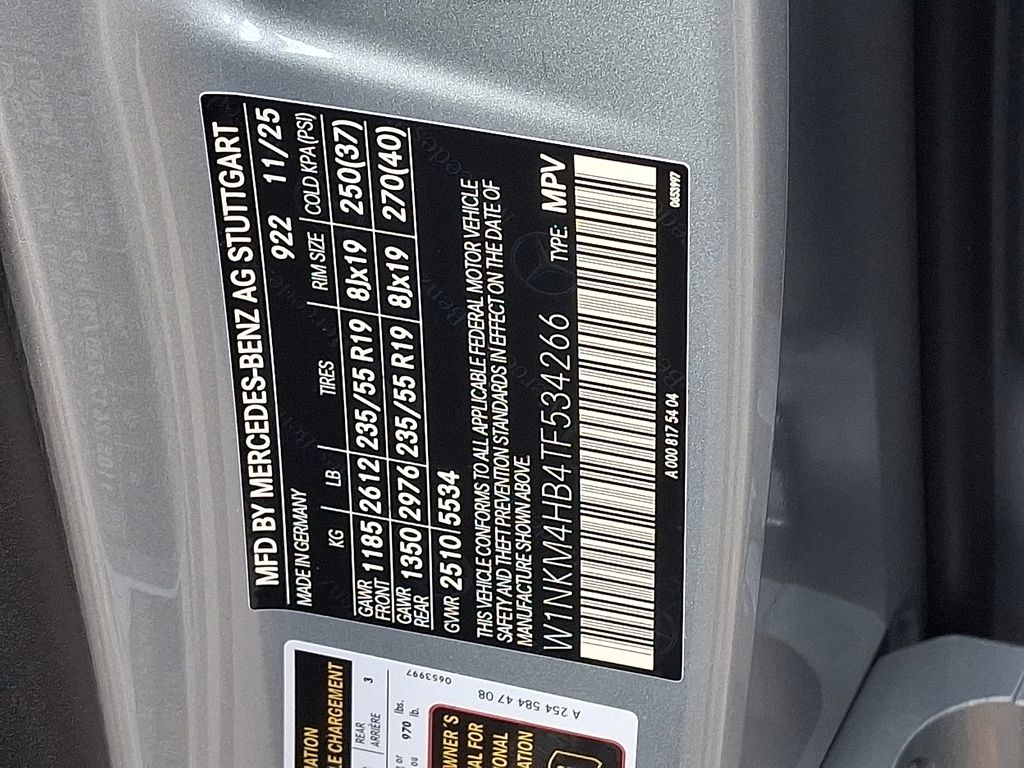 MFD BY MERCEDES-BENZ AG STUTTGART
MADE IN GERMANY 922 11/25
KG LB TIRES RIM SIZE COLD KPA(PSI)
GAWR FRONT 1185 2612 235/55 R19 8Jx19 250(37)
GAWR REAR 1350 2976 235/55 R19 8Jx19 270(40)
GVWR 2510/5534
THIS VEHICLE CONFORMS TO ALL APPLICABLE FEDERAL MOTOR VEHICLE
SAFETY AND THEFT PREVENTION STANDARDS IN EFFECT ON THE DATE OF
MANUFACTURE SHOWN ABOVE.
W1NKM4HB4TF534266 TYPE: MPV
A 000 817 54 04 0653997
CHARGEMENT
REAR 3
ARRIÈRE
or 970 lbs.
ou lb.
0653997
A 254 584 47 08